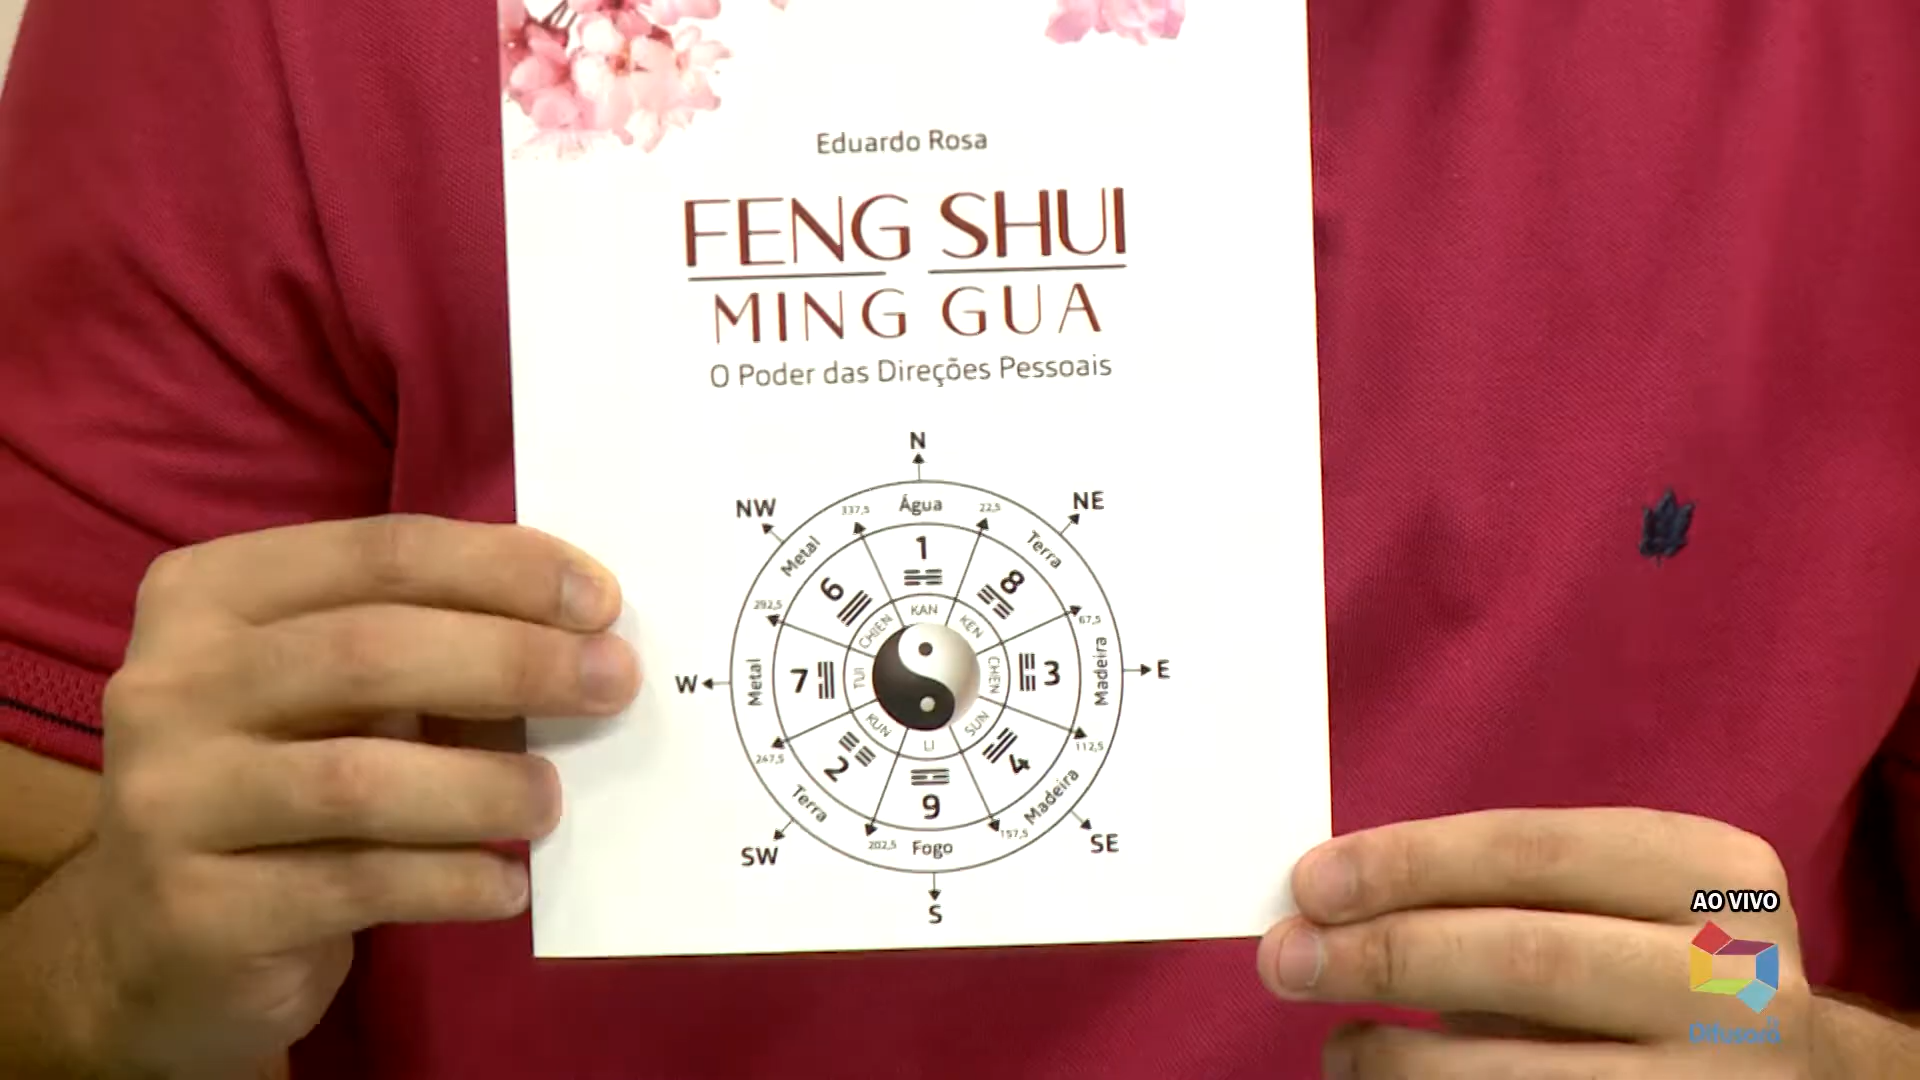 Eduardo Rosa
FENG SHUI
MING GUA
O Poder das Direções Pessoais
N
NW
NE
337,5
Água
22,5
Metal
Terra
1
6
8
292,5
KAN
67,5
CHIEN
KEN
W
Metal
7
TUI
CHEN
3
Madeira
E
KUN
SUN
LI
247,5
112,5
2
4
9
Terra
Madeira
202,5
Fogo
157,5
SW
SE
S
AO VIVO
Difusora